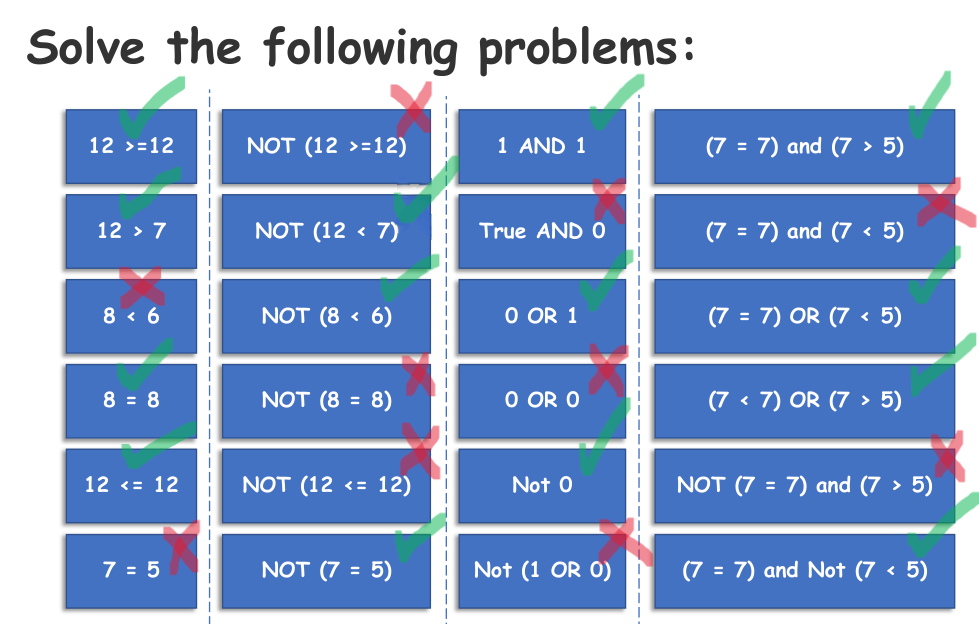 Solve the following problems:
12 >=12
NOT (12 >=12)
1 AND 1
(7 = 7) and (7 > 5)
12 > 7
NOT (12 < 7)
True AND 0
(7 = 7) and (7 < 5)
8 < 6
NOT (8 < 6)
0 OR 1
(7 = 7) OR (7 < 5)
8 = 8
NOT (8 = 8)
0 OR 0
(7 < 7) OR (7 > 5)
12 <= 12
NOT (12 <= 12)
Not 0
NOT (7 = 7) and (7 > 5)
7 = 5
NOT (7 = 5)
Not (1 OR 0)
(7 = 7) and Not (7 < 5)